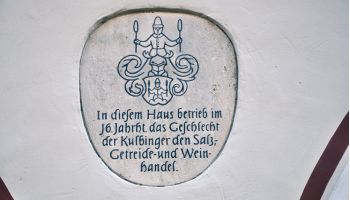 In diesem Haus betrieb im
16. Jahrht. das Geschlecht
der Kulbinger den Salz-,
Getreide- und Wein-
handel.